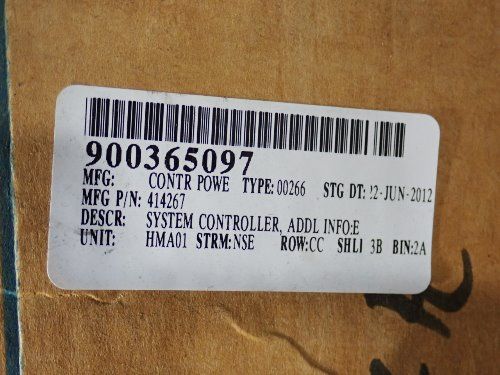 900365097
MFG: CONTR POWE TYPE: 00266 STG DT: 22-JUN-2012
MFG P/N: 414267
DESCR: SYSTEM CONTROLLER, ADDL INFO:E
UNIT: HMA01 STRM:NSE ROW:CC SHLI 3B BIN:2A